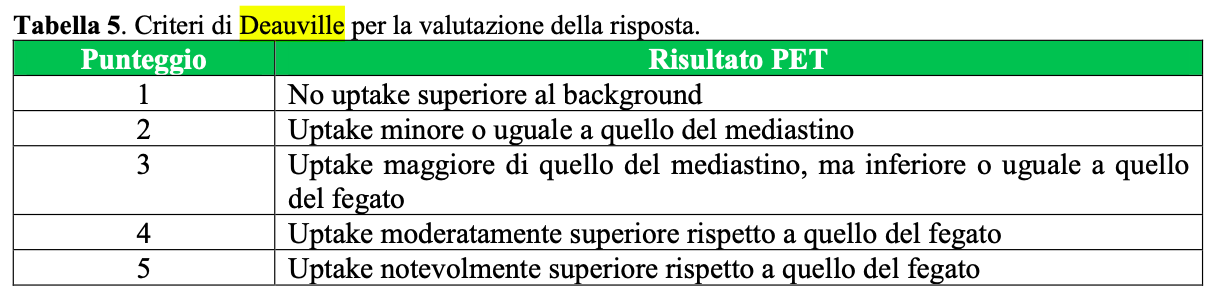 Tabella 5. Criteri di Deauville per la valutazione della risposta.
Punteggio Risultato PET
1 No uptake superiore al background
2 Uptake minore o uguale a quello del mediastino
3 Uptake maggiore di quello del mediastino, ma inferiore o uguale a quello
del fegato
4 Uptake moderatamente superiore rispetto a quello del fegato
5 Uptake notevolmente superiore rispetto a quello del fegato